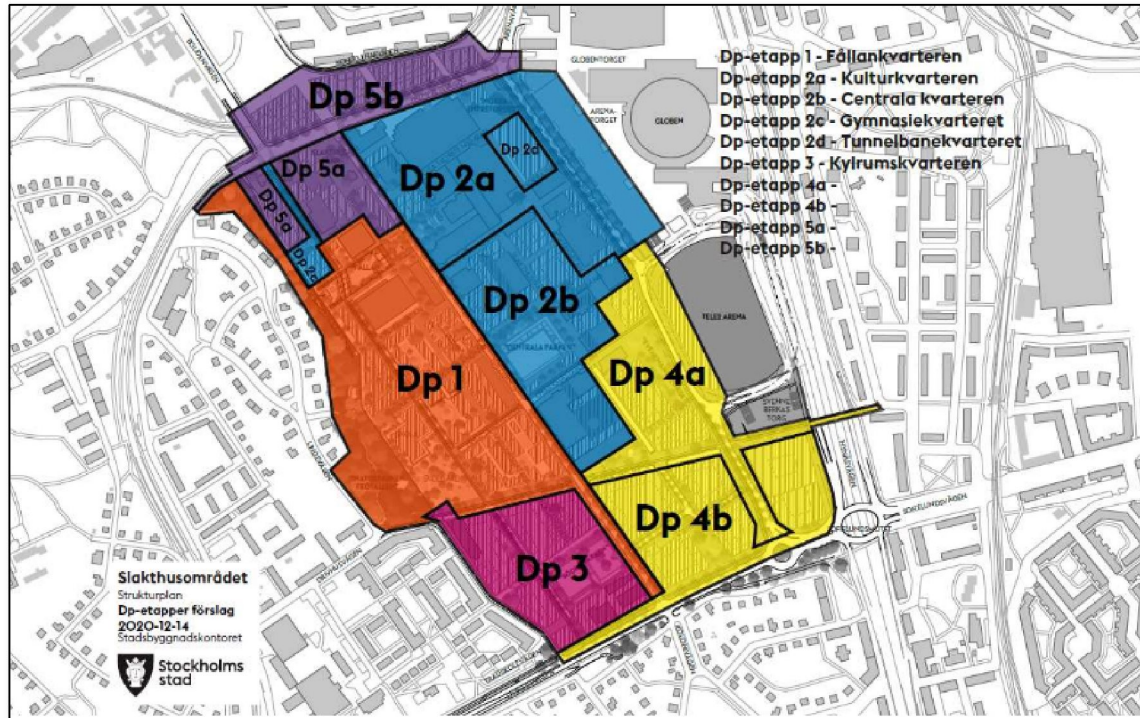 GLOBENTORGET
Dp-etapp 1 - Fållankvarteren
Dp-etapp 2a - Kulturkvarteren
Dp-etapp 2b - Centrala kvarteren
Dp-etapp 2c - Gymnasiekvarteret
Dp-etapp 2d - Tunnelbanekvarteret
Dp-etapp 3 - Kylrumskvarteren
Dp-etapp 4a -
Dp-etapp 4b -
Dp-etapp 5a -
Dp-etapp 5b -
Dp 5b
ARENA-
TORGET
GLOBEN
Dp 2d
Dp 5a
Dp 2a
Dp 5a
Dp 2c
Dp 2b
TELE2 ARENA
Dp 1
Dp 4a
Dp 4b
Dp 3
Slakthusområdet
Strukturplan
Dp-etapper förslag
2020-12-14
Stadsbyggnadskontoret
Stockholms
stad